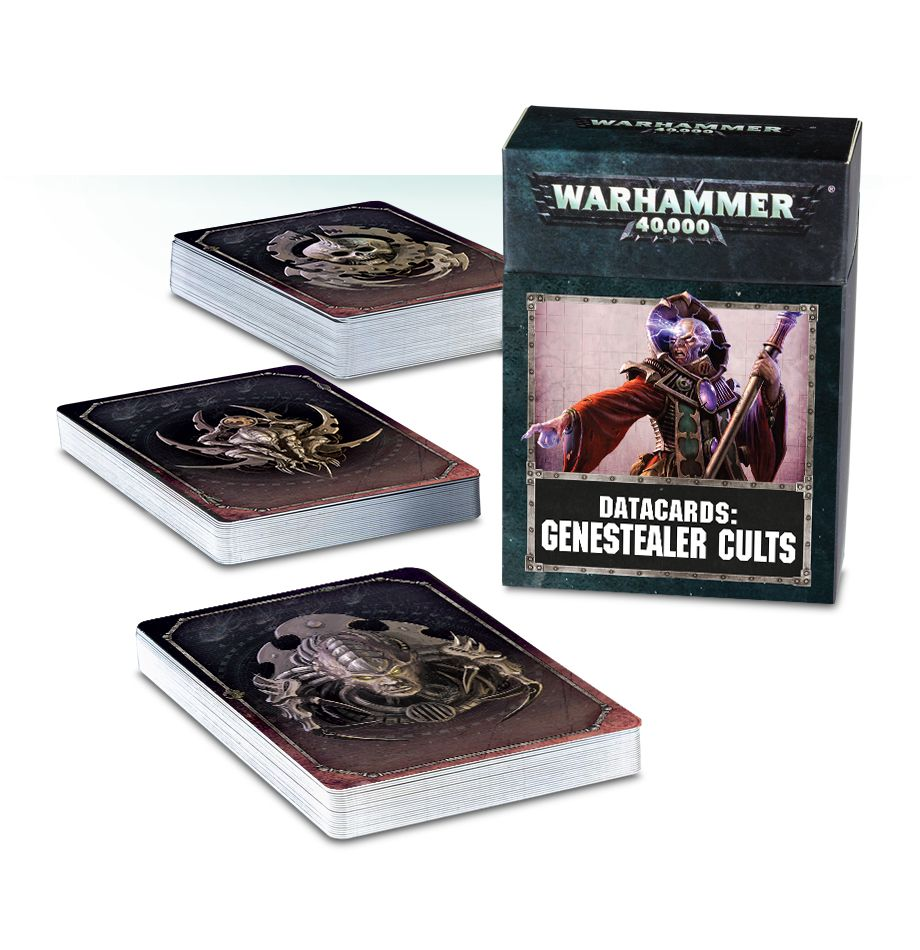 WARHAMMER
40,000
WARHAMMER®
40,000
DATACARDS:
GENESTEALER CULTS